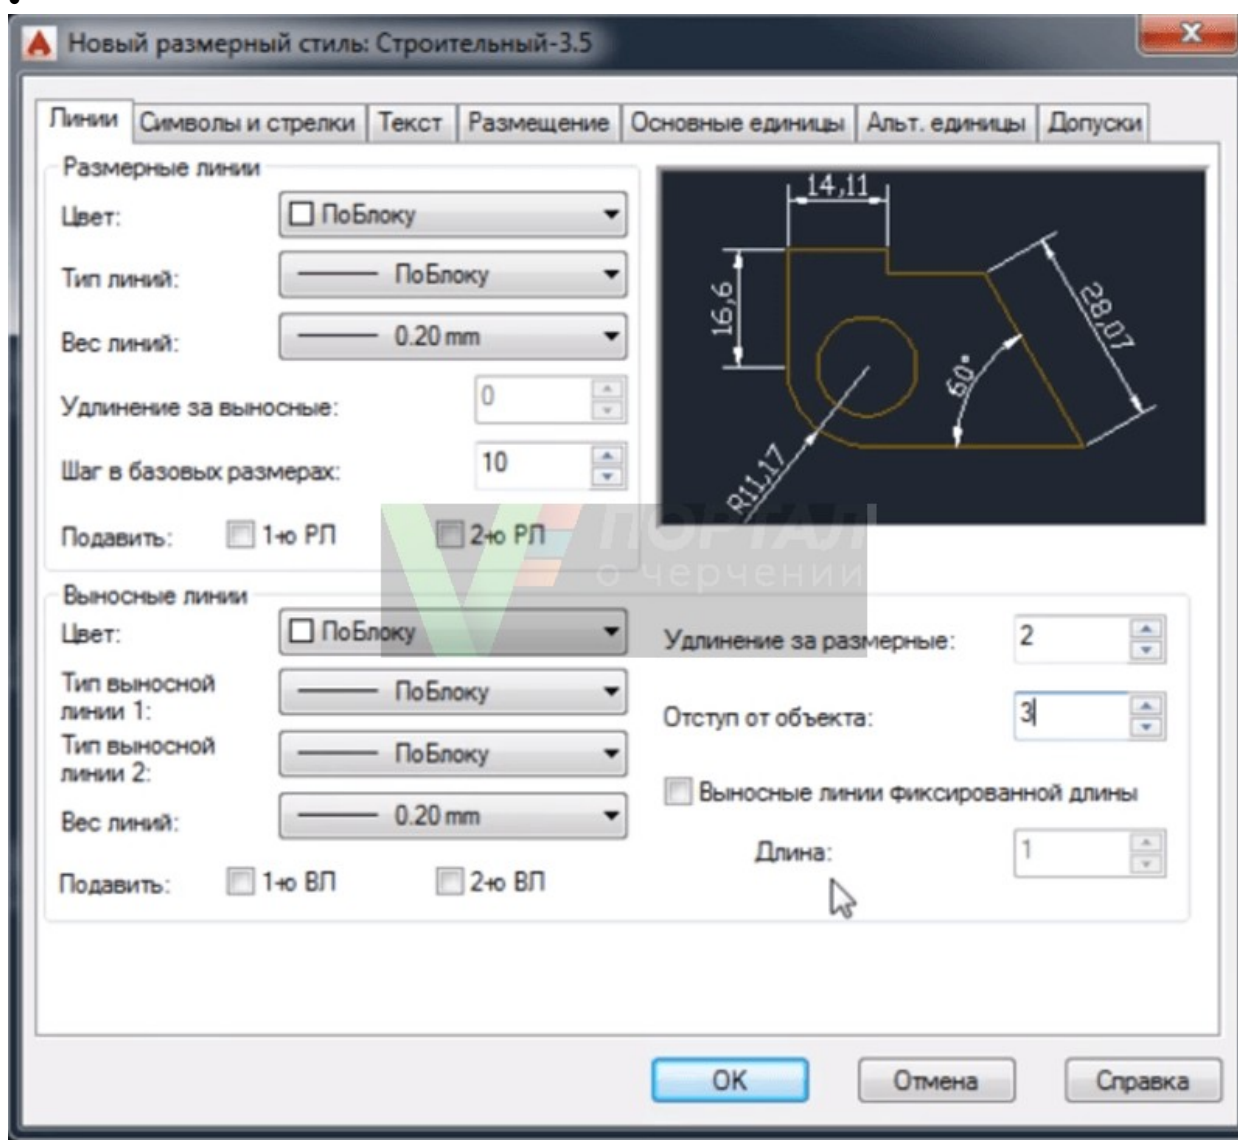 Новый размерный стиль: Строительный-3.5
Линии Символы и стрелки Текст Размещение Основные единицы Альт. единицы Допуски
Размерные линии
Цвет: ПоБлоку
Тип линий: ПоБлоку
Вес линий: 0.20 mm
Удлинение за выносные: 0
Шаг в базовых размерах: 10
Подавить: 1-ю РЛ 2-ю РЛ
14,11
16,6
28,07
60°
R11,17
ПОРТАЛ
о черчении
Выносные линии
Цвет: ПоБлоку
Тип выносной
линии 1: ПоБлоку
Тип выносной
линии 2: ПоБлоку
Вес линий: 0.20 mm
Подавить: 1-ю ВЛ 2-ю ВЛ
Удлинение за размерные: 2
Отступ от объекта: 3
Выносные линии фиксированной длины
Длина: 1
OK Отмена Справка